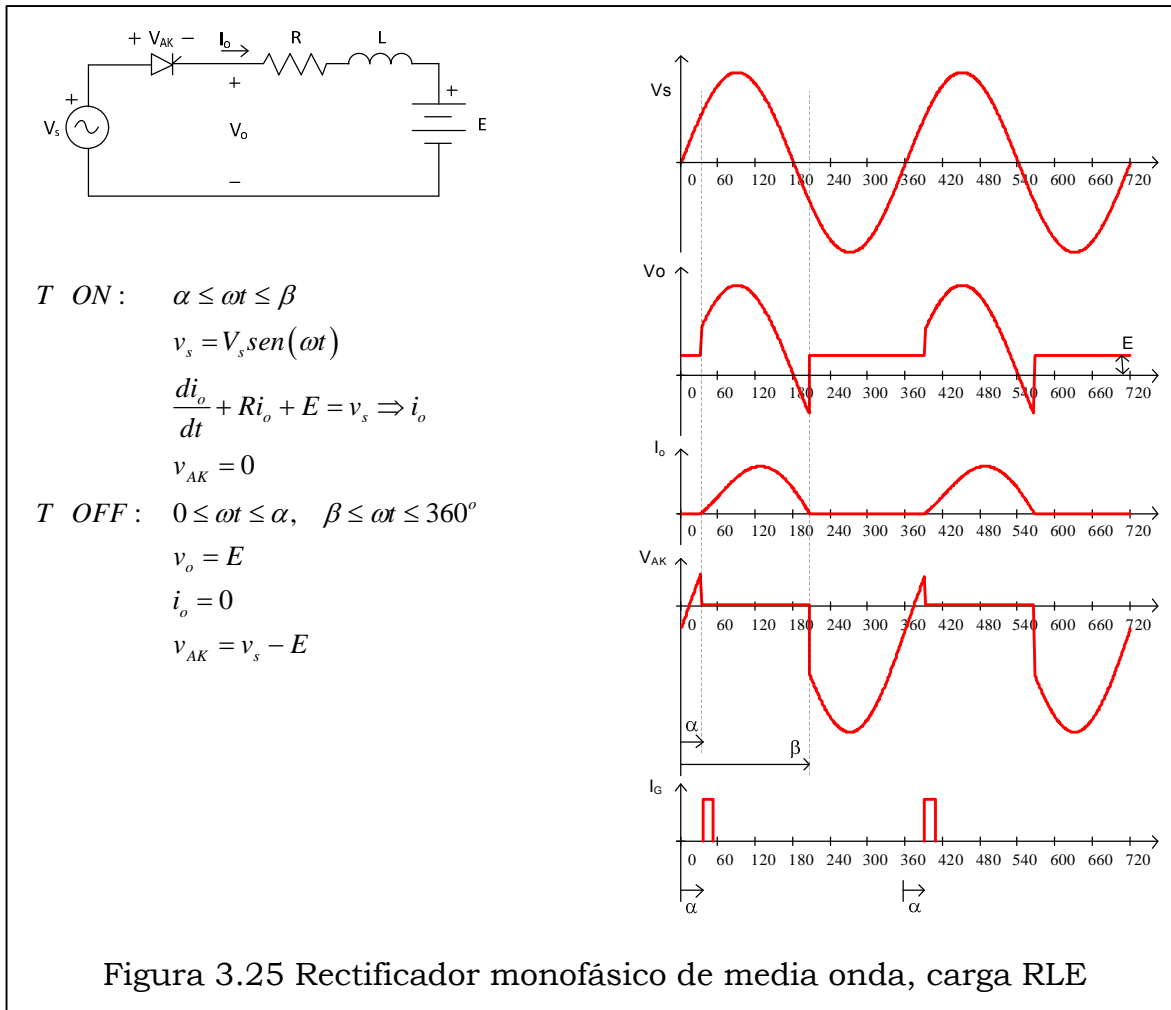 + V_AK − I_o R L
+
V_s
+
V_o
−
+
E
T ON : α ≤ ωt ≤ β
v_s = V_s sen(ωt)
di_o/dt + Ri_o + E = v_s ⇒ i_o
v_AK = 0
T OFF : 0 ≤ ωt ≤ α, β ≤ ωt ≤ 360^o
v_o = E
i_o = 0
v_AK = v_s − E
Vs
0 60 120 180 240 300 360 420 480 540 600 660 720
Vo
E
0 60 120 180 240 300 360 420 480 540 600 660 720
I_o
0 60 120 180 240 300 360 420 480 540 600 660 720
V_AK
0 60 120 180 240 300 360 420 480 540 600 660 720
α
β
I_G
0 60 120 180 240 300 360 420 480 540 600 660 720
α α
Figura 3.25 Rectificador monofásico de media onda, carga RLE